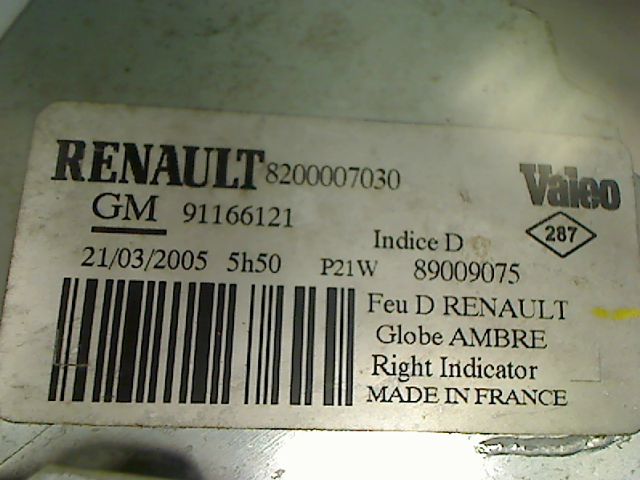 RENAULT 8200007030 Valeo
GM 91166121 287
Indice D
21/03/2005 5h50 P21W 89009075
Feu D RENAULT
Globe AMBRE
Right Indicator
MADE IN FRANCE